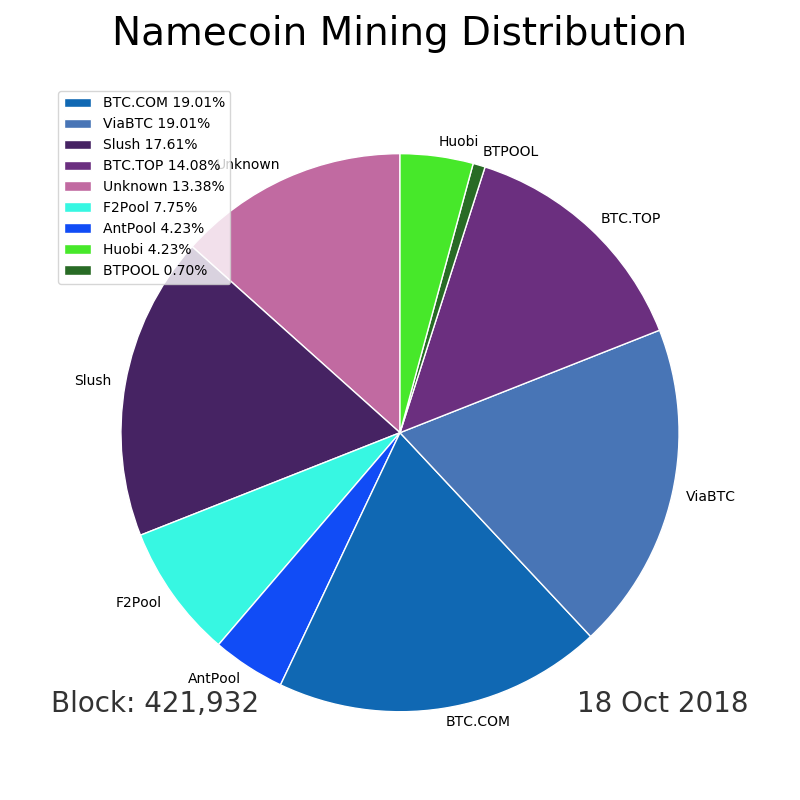 Namecoin Mining Distribution
BTC.COM 19.01%
ViaBTC 19.01%
Slush 17.61%
BTC.TOP 14.08%
Unknown 13.38%
F2Pool 7.75%
AntPool 4.23%
Huobi 4.23%
BTPOOL 0.70%
Unknown
Huobi
BTPOOL
BTC.TOP
Slush
ViaBTC
F2Pool
AntPool
BTC.COM
Block: 421,932
18 Oct 2018